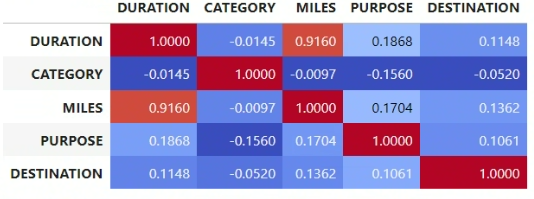 DURATION CATEGORY MILES PURPOSE DESTINATION
DURATION 1.0000 -0.0145 0.9160 0.1868 0.1148
CATEGORY -0.0145 1.0000 -0.0097 -0.1560 -0.0520
MILES 0.9160 -0.0097 1.0000 0.1704 0.1362
PURPOSE 0.1868 -0.1560 0.1704 1.0000 0.1061
DESTINATION 0.1148 -0.0520 0.1362 0.1061 1.0000